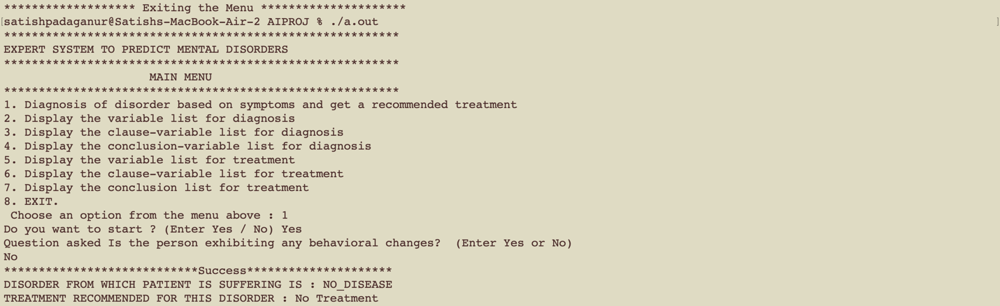 ******************* Exiting the Menu *********************
[satishpadaganur@Satishs-MacBook-Air-2 AIPROJ % ./a.out ]
*********************************************************
EXPERT SYSTEM TO PREDICT MENTAL DISORDERS
*********************************************************
MAIN MENU
*********************************************************
1. Diagnosis of disorder based on symptoms and get a recommended treatment
2. Display the variable list for diagnosis
3. Display the clause-variable list for diagnosis
4. Display the conclusion-variable list for diagnosis
5. Display the variable list for treatment
6. Display the clause-variable list for treatment
7. Display the conclusion list for treatment
8. EXIT.
Choose an option from the menu above : 1
Do you want to start ? (Enter Yes / No) Yes
Question asked Is the person exhibiting any behavioral changes?  (Enter Yes or No)
No
****************************Success*********************
DISORDER FROM WHICH PATIENT IS SUFFERING IS : NO_DISEASE
TREATMENT RECOMMENDED FOR THIS DISORDER : No Treatment